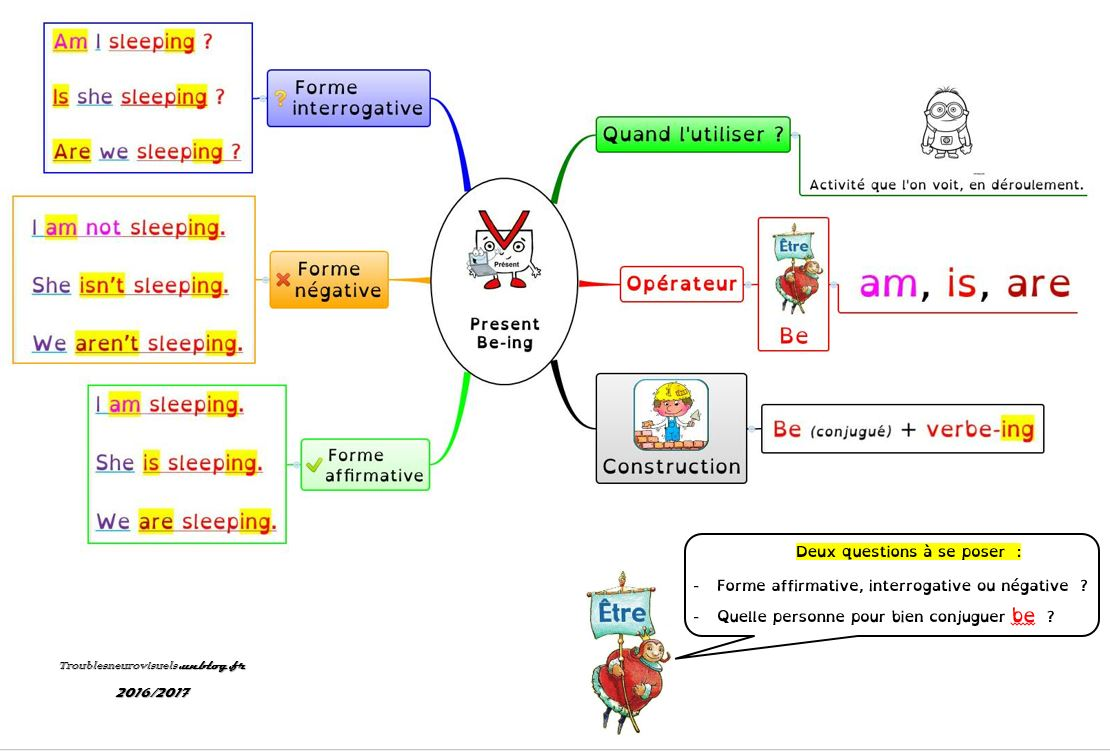 Am I sleeping ?
Is she sleeping ?
Are we sleeping ?
Forme
interrogative
I am not sleeping.
She isn't sleeping.
We aren't sleeping.
Forme
négative
I am sleeping.
She is sleeping.
We are sleeping.
Forme
affirmative
Présent
Present
Be-ing
Quand l'utiliser ?
Activité que l'on voit, en déroulement.
Opérateur
Être
Be
am, is, are
Construction
Be (conjugué) + verbe-ing
Deux questions à se poser :
- Forme affirmative, interrogative ou négative ?
- Quelle personne pour bien conjuguer be ?
Être
Troublesneurovisuels.unblog.fr
2016/2017